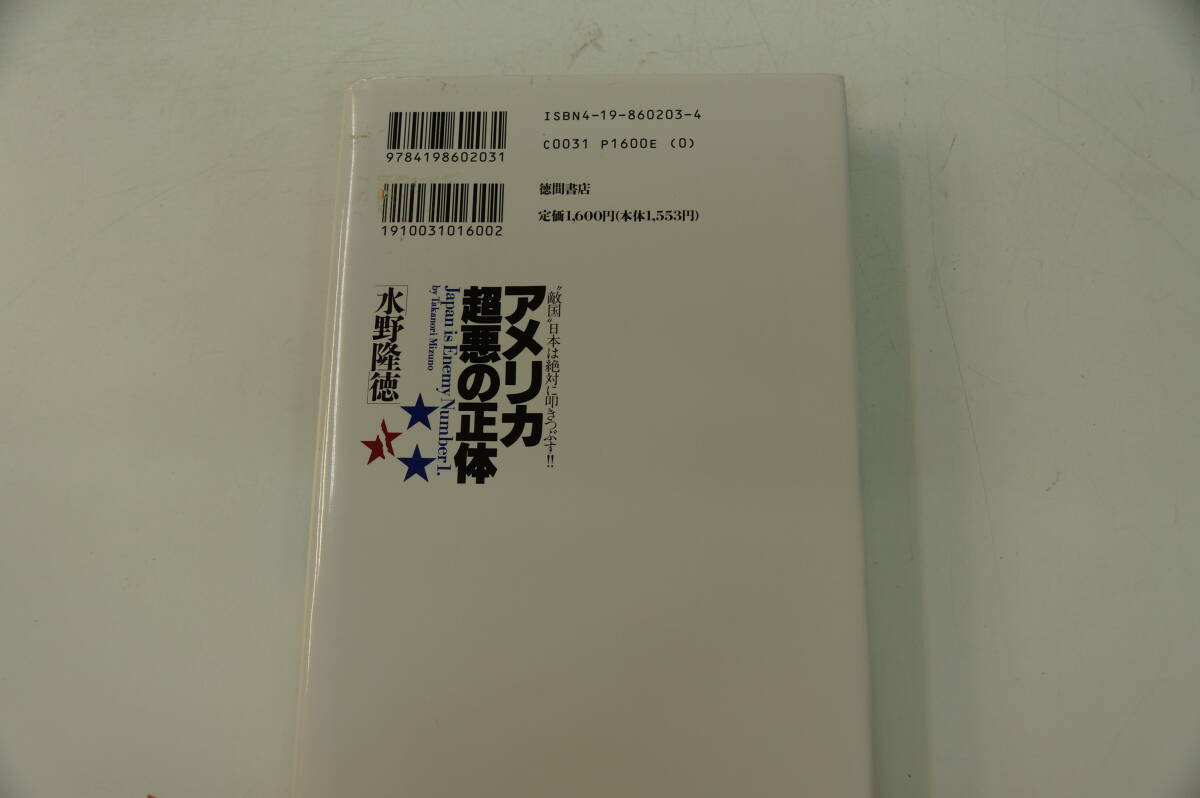 ISBN4-19-860203-4
9784198602031
C0031 P1600E (0)
1910031016002
徳間書店
定価1,600円(本体1,553円)
“敵国”日本は絶対に叩きつぶす!!
アメリカ
超悪の正体
Japan is Enemy Number 1.
by Takanori Mizuno
［水野隆徳］